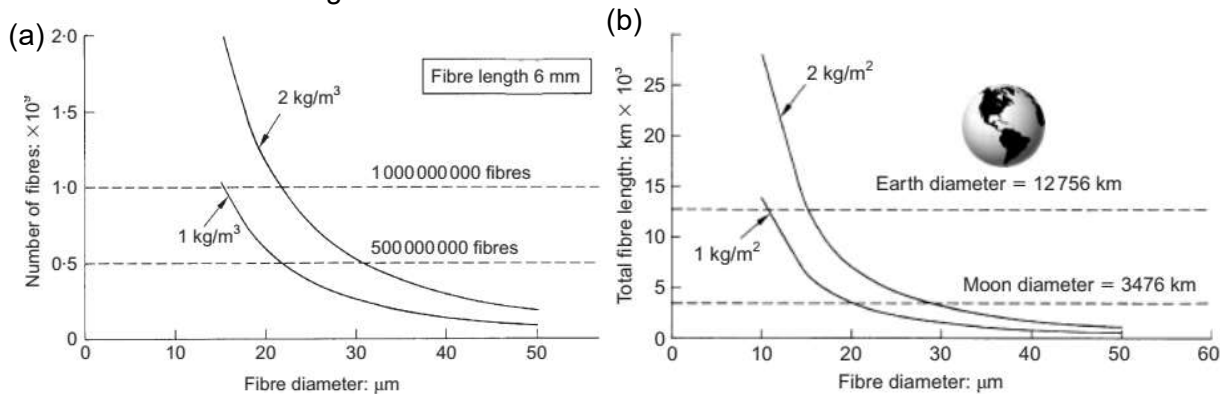 (a)
2·0
1·5
1·0
0·5
0
Number of fibres: ×10⁹
Fibre length 6 mm
2 kg/m³
1 000 000 000 fibres
1 kg/m³
500 000 000 fibres
0 10 20 30 40 50
Fibre diameter: μm
(b)
25
20
15
10
5
0
Total fibre length: km × 10³
2 kg/m²
Earth diameter = 12 756 km
1 kg/m²
Moon diameter = 3476 km
0 10 20 30 40 50 60
Fibre diameter: μm